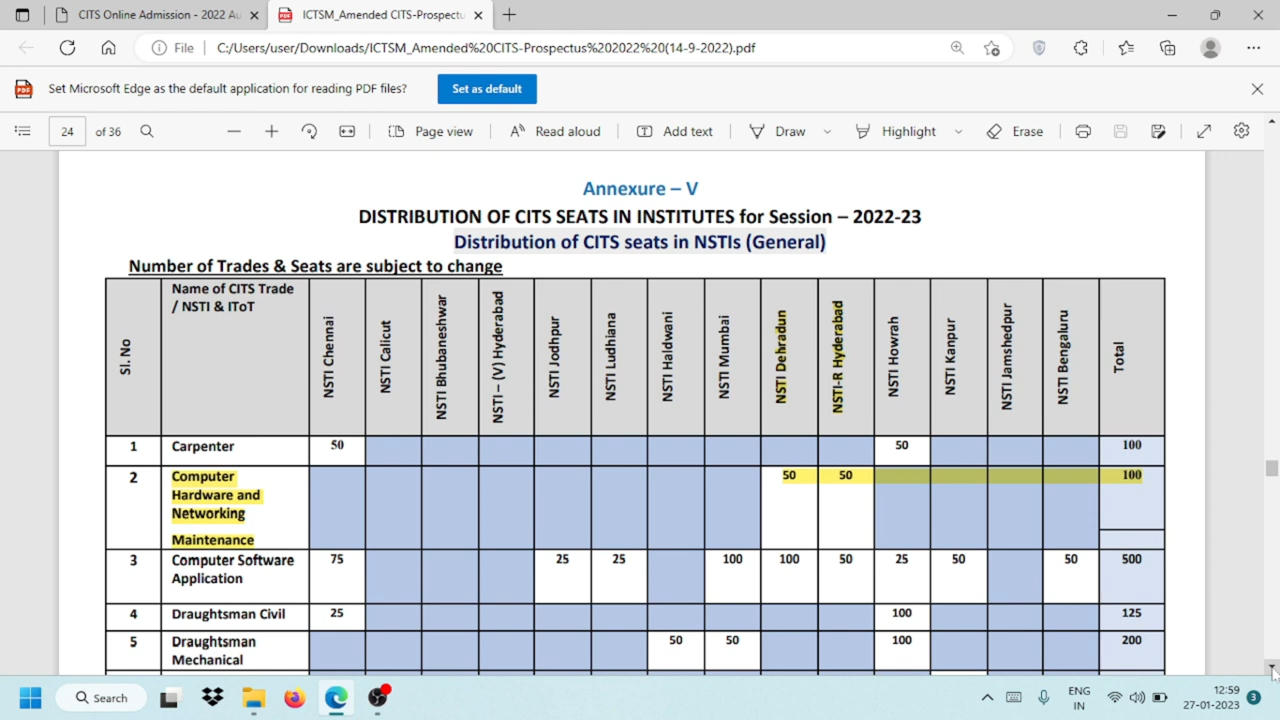 CITS Online Admission - 2022 Au
ICTSM_Amended CITS-Prospectu
File
C:/Users/user/Downloads/ICTSM_Amended%20CITS-Prospectus%202022%20(14-9-2022).pdf
Set Microsoft Edge as the default application for reading PDF files?
Set as default
24 of 36
Page view
Read aloud
Add text
Draw
Highlight
Erase
Annexure – V
DISTRIBUTION OF CITS SEATS IN INSTITUTES for Session – 2022-23
Distribution of CITS seats in NSTIs (General)
Number of Trades & Seats are subject to change
Sl. No
Name of CITS Trade
/ NSTI & IToT
NSTI Chennai
NSTI Calicut
NSTI Bhubaneshwar
NSTI – (V) Hyderabad
NSTI Jodhpur
NSTI Ludhiana
NSTI Haldwani
NSTI Mumbai
NSTI Dehradun
NSTI-R Hyderabad
NSTI Howrah
NSTI Kanpur
NSTI Jamshedpur
NSTI Bengaluru
Total
1 Carpenter 50 50 100
2 Computer 50 50 100
Hardware and
Networking
Maintenance
3 Computer Software 75 25 25 100 100 50 25 50 50 500
Application
4 Draughtsman Civil 25 100 125
5 Draughtsman 50 50 100 200
Mechanical
Search
ENG
IN
12:59
27-01-2023
3